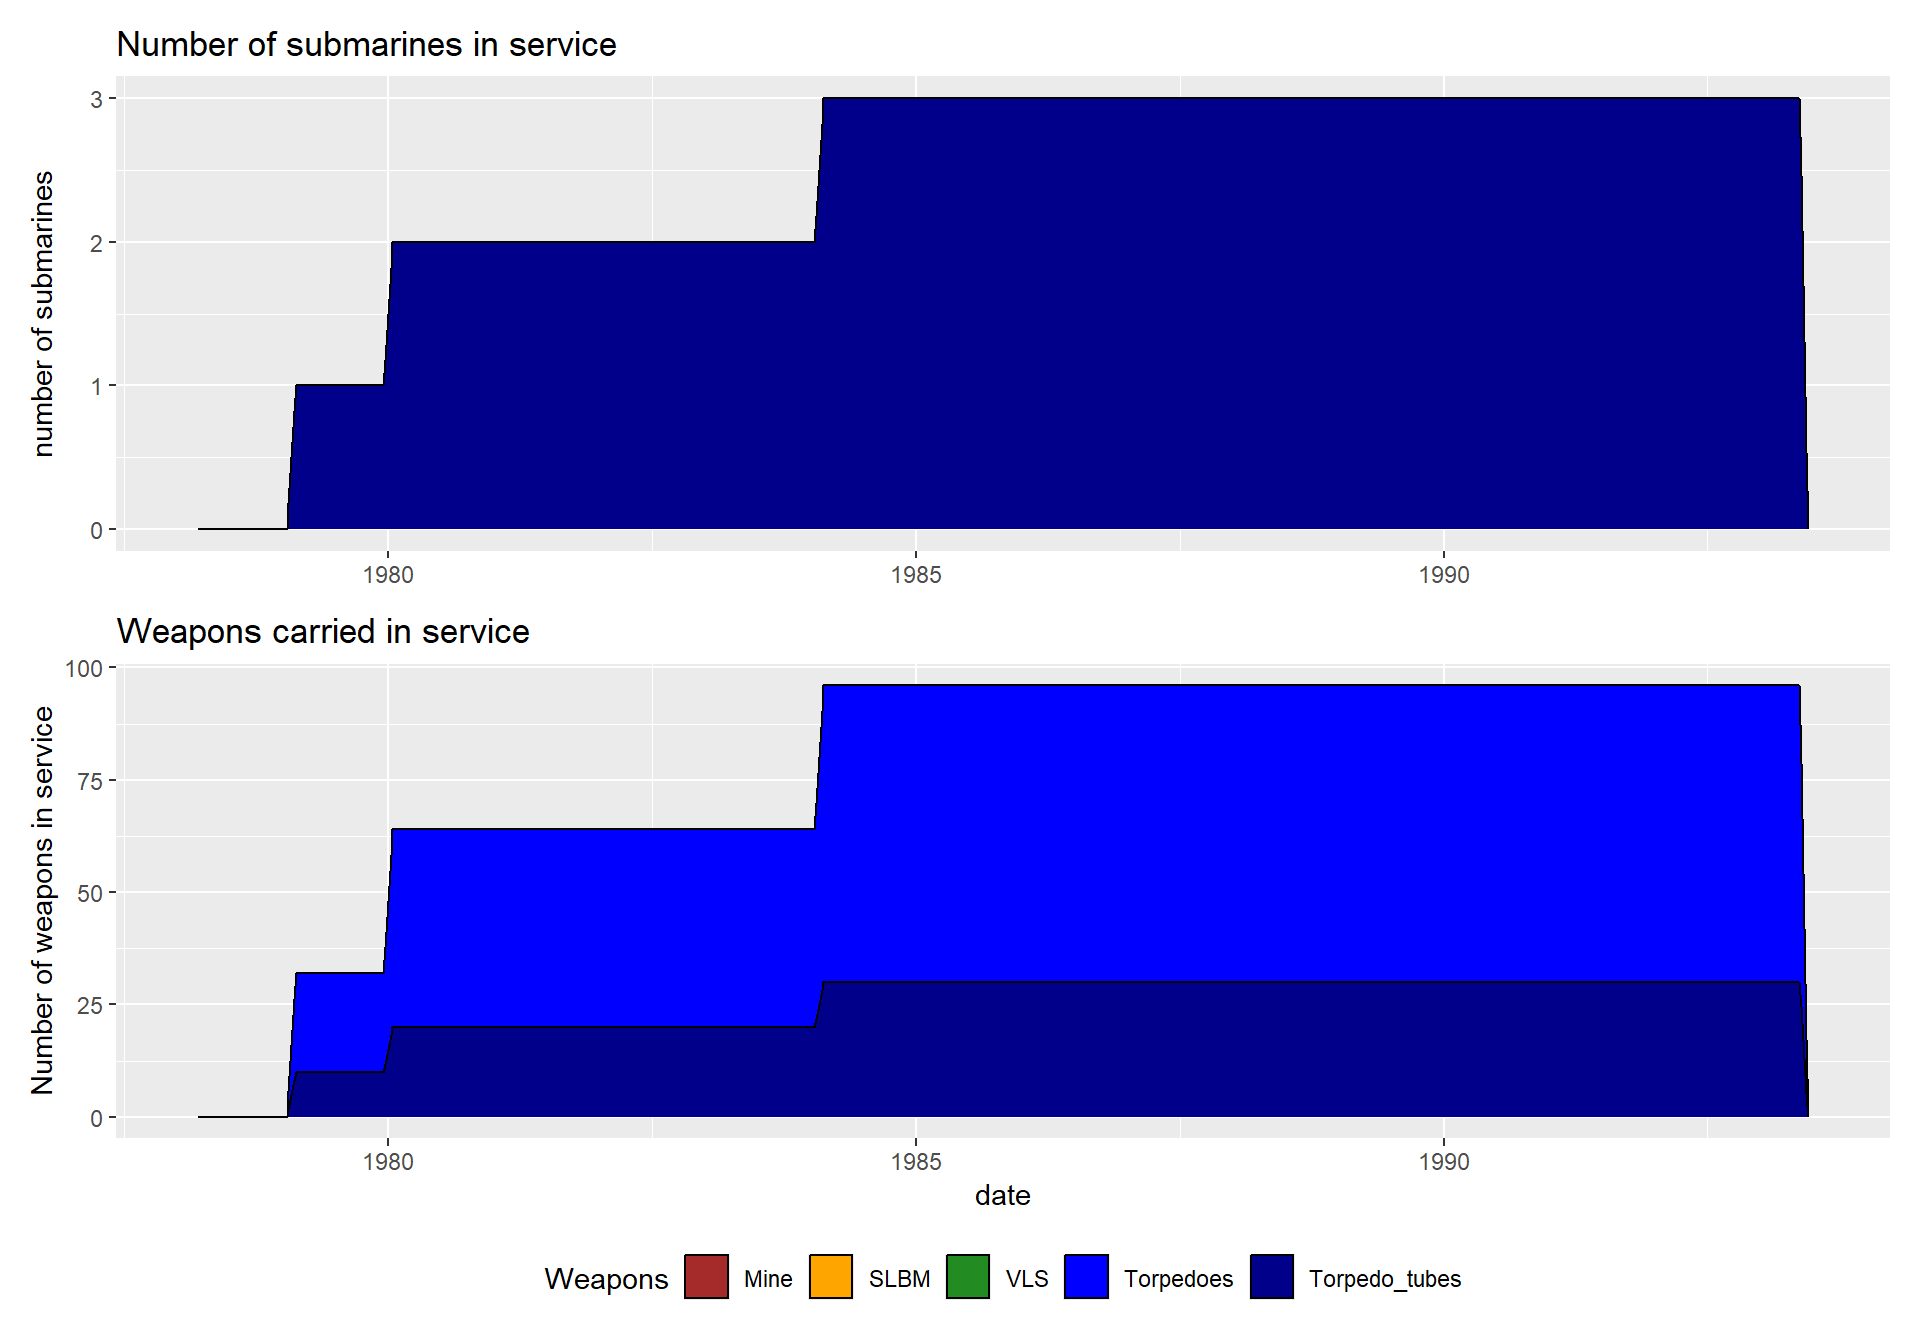 Number of submarines in service
number of submarines
3
2
1
0
1980 1985 1990
Weapons carried in service
Number of weapons in service
100
75
50
25
0
1980 1985 1990
date
Weapons Mine SLBM VLS Torpedoes Torpedo_tubes